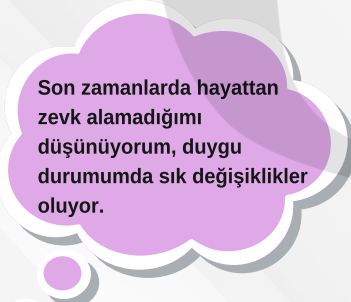 Son zamanlarda hayattan
zevk alamadığımı
düşünüyorum, duygu
durumumda sık değişiklikler
oluyor.